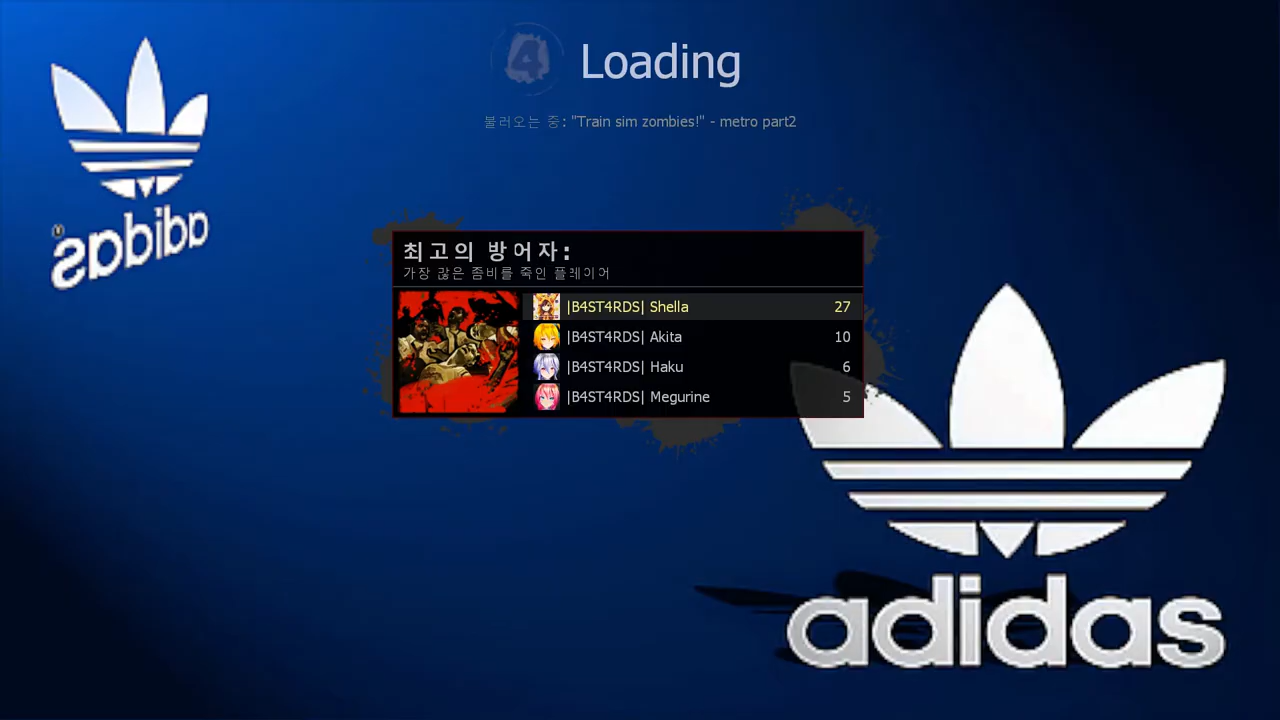 4
Loading
불러오는 중: "Train sim zombies!" - metro part2
adidas
최고의 방어자:
가장 많은 좀비를 죽인 플레이어
|B4ST4RDS| Shella 27
|B4ST4RDS| Akita 10
|B4ST4RDS| Haku 6
|B4ST4RDS| Megurine 5
adidas